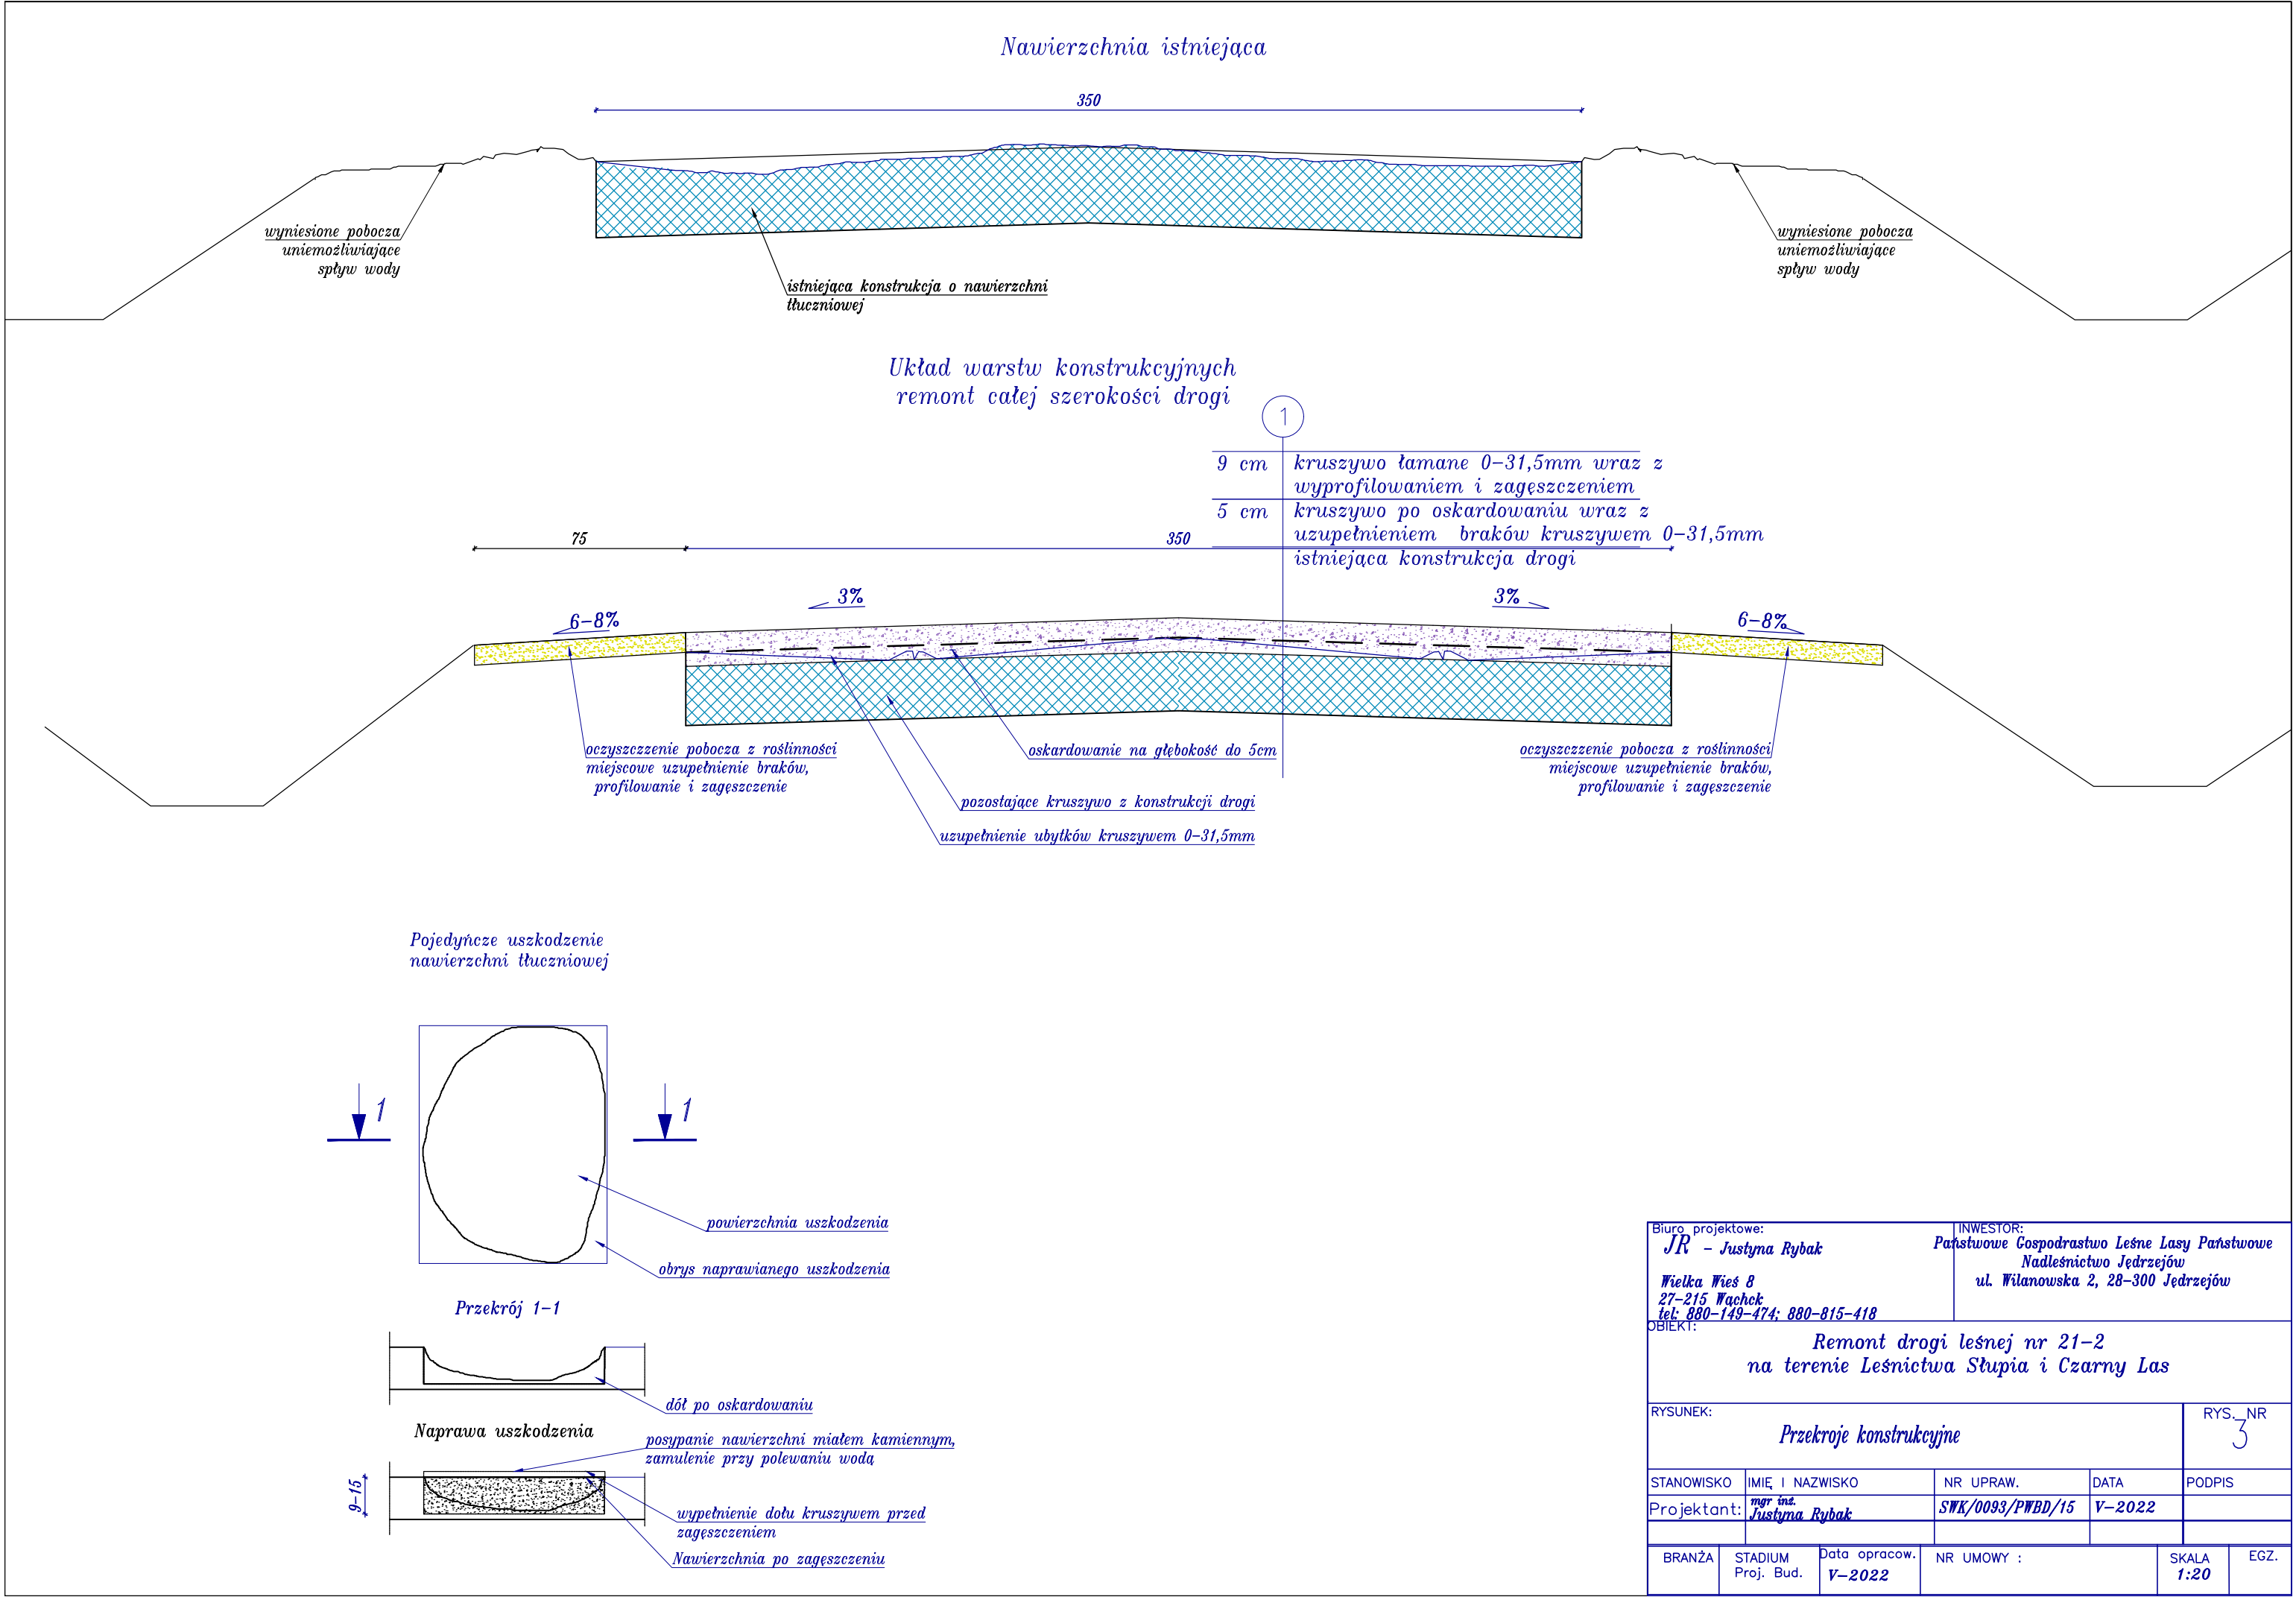 Nawierzchnia istniejąca
350
wyniesione pobocza
uniemożliwiające
spływ wody
wyniesione pobocza
uniemożliwiające
spływ wody
istniejąca konstrukcja o nawierzchni
tłuczniowej
Układ warstw konstrukcyjnych
remont całej szerokości drogi
1
9 cm kruszywo łamane 0-31,5mm wraz z
wyprofilowaniem i zagęszczeniem
5 cm kruszywo po oskardowaniu wraz z
uzupełnieniem braków kruszywem 0-31,5mm
istniejąca konstrukcja drogi
75
350
6-8%
3%
3%
6-8%
oczyszczzenie pobocza z roślinności
miejscowe uzupełnienie braków,
profilowanie i zagęszczenie
oskardowanie na głębokość do 5cm
oczyszczzenie pobocza z roślinności
miejscowe uzupełnienie braków,
profilowanie i zagęszczenie
pozostające kruszywo z konstrukcji drogi
uzupełnienie ubytków kruszywem 0-31,5mm
Pojedyńcze uszkodzenie
nawierzchni tłuczniowej
1
1
powierzchnia uszkodzenia
obrys naprawianego uszkodzenia
Przekrój 1-1
dół po oskardowaniu
Naprawa uszkodzenia
posypanie nawierzchni miałem kamiennym,
zamulenie przy polewaniu wodą
9-15
wypełnienie dołu kruszywem przed
zagęszczeniem
Nawierzchnia po zagęszczeniu
Biuro projektowe:
JR - Justyna Rybak
Wielka Wieś 8
27-215 Wąchck
tel: 880-149-474; 880-815-418
INWESTOR:
Państwowe Gospodrastwo Leśne Lasy Państwowe
Nadleśnictwo Jędrzejów
ul. Wilanowska 2, 28-300 Jędrzejów
OBIEKT:
Remont drogi leśnej nr 21-2
na terenie Leśnictwa Słupia i Czarny Las
RYSUNEK:
Przekroje konstrukcyjne
RYS. NR
3
STANOWISKO IMIĘ I NAZWISKO NR UPRAW. DATA PODPIS
Projektant: mgr inż.
Justyna Rybak SWK/0093/PWBD/15 V-2022
BRANŻA
STADIUM
Proj. Bud.
Data opracow.
V-2022
NR UMOWY :
SKALA
1:20
EGZ.